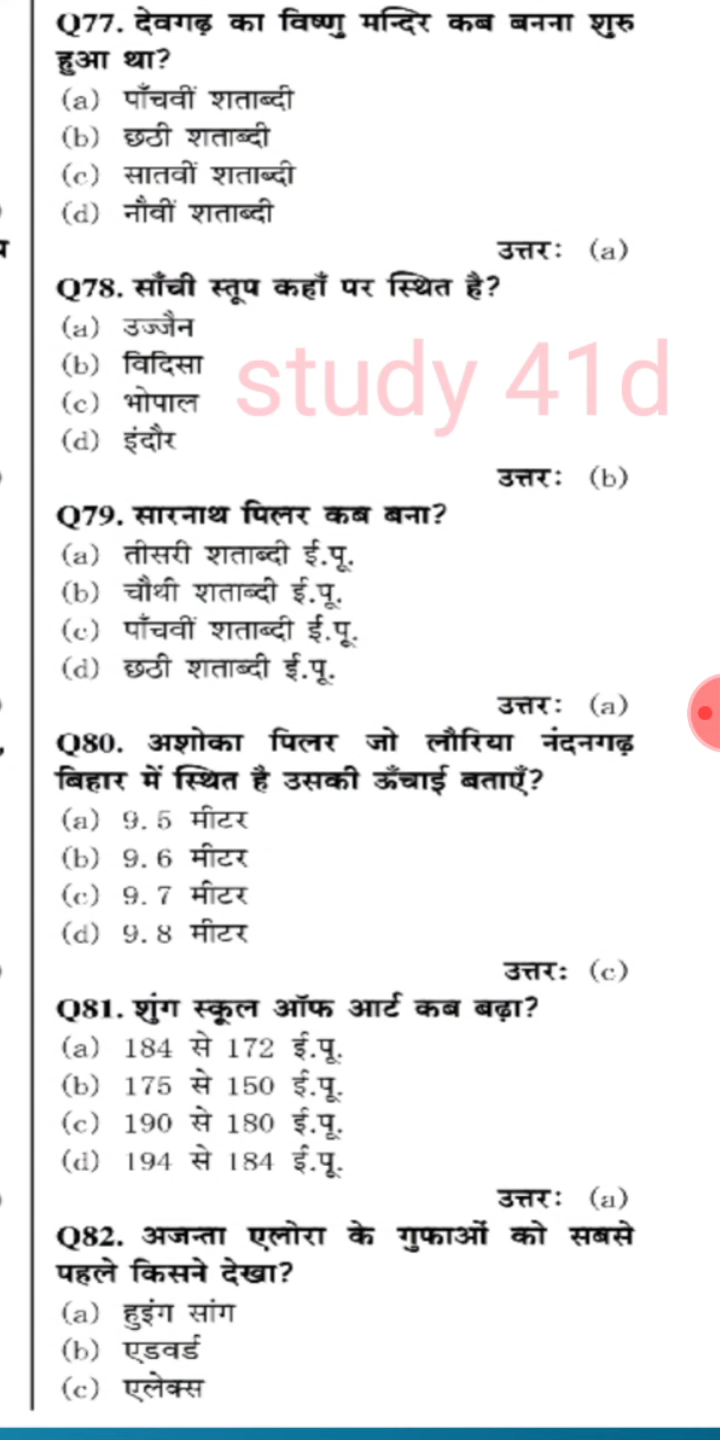 Q77. देवगढ़ का विष्णु मन्दिर कब बनना शुरु
हुआ था?
(a) पाँचवीं शताब्दी
(b) छठी शताब्दी
(c) सातवीं शताब्दी
(d) नौवीं शताब्दी
उत्तरः (a)
Q78. साँची स्तूप कहाँ पर स्थित है?
(a) उज्जैन
(b) विदिसा
study 41d
(c) भोपाल
(d) इंदौर
उत्तरः (b)
Q79. सारनाथ पिलर कब बना?
(a) तीसरी शताब्दी ई.पू.
(b) चौथी शताब्दी ई.पू.
(c) पाँचवीं शताब्दी ई.पू.
(d) छठी शताब्दी ई.पू.
उत्तरः (a)
Q80. अशोका पिलर जो लौरिया नंदनगढ़
बिहार में स्थित है उसकी ऊँचाई बताएँ?
(a) 9.5 मीटर
(b) 9.6 मीटर
(c) 9.7 मीटर
(d) 9.8 मीटर
उत्तरः (c)
Q81. शुंग स्कूल ऑफ आर्ट कब बढ़ा?
(a) 184 से 172 ई.पू.
(b) 175 से 150 ई.पू.
(c) 190 से 180 ई.पू.
(d) 194 से 184 ई.पू.
उत्तरः (a)
Q82. अजन्ता एलोरा के गुफाओं को सबसे
पहले किसने देखा?
(a) हुइंग सांग
(b) एडवर्ड
(c) एलेक्स